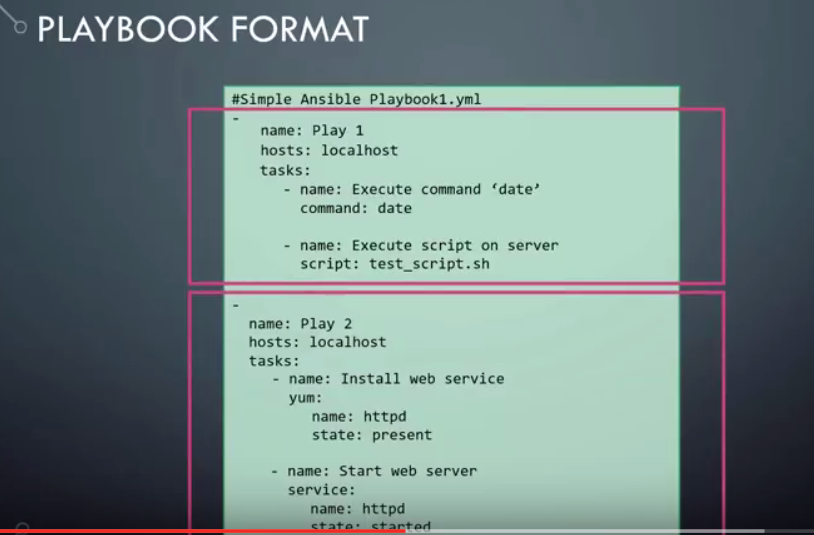 PLAYBOOK FORMAT
#Simple Ansible Playbook1.yml
-
name: Play 1
hosts: localhost
tasks:
- name: Execute command ‘date’
command: date
- name: Execute script on server
script: test_script.sh
-
name: Play 2
hosts: localhost
tasks:
- name: Install web service
yum:
name: httpd
state: present
- name: Start web server
service:
name: httpd
state: started